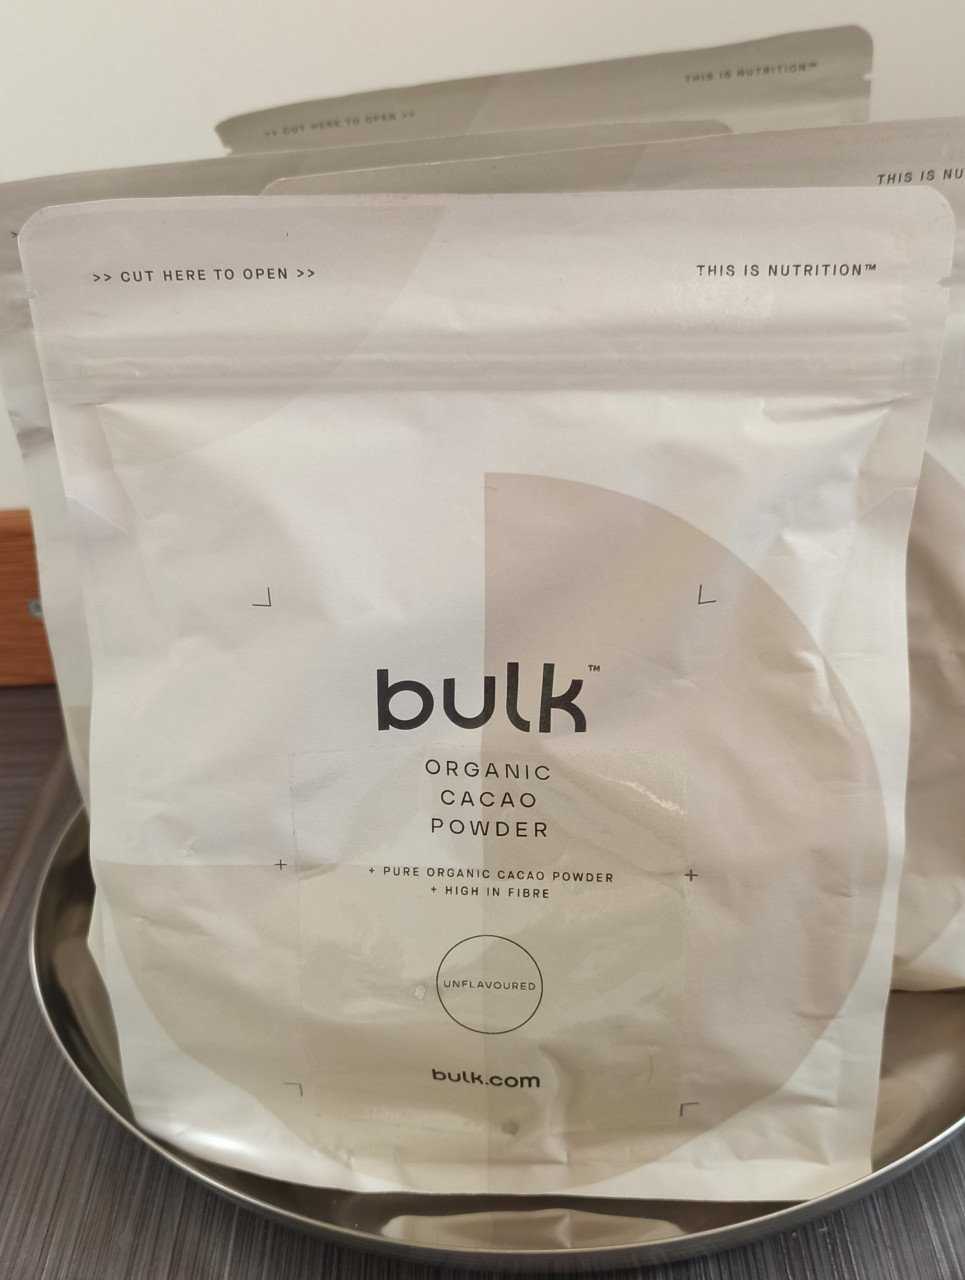 >> CUT HERE TO OPEN >>
THIS IS NUTRITION™
THIS IS NU
>> CUT HERE TO OPEN >>
THIS IS NUTRITION™
bulk™
ORGANIC
CACAO
POWDER
+ PURE ORGANIC CACAO POWDER
+ HIGH IN FIBRE
UNFLAVOURED
bulk.com